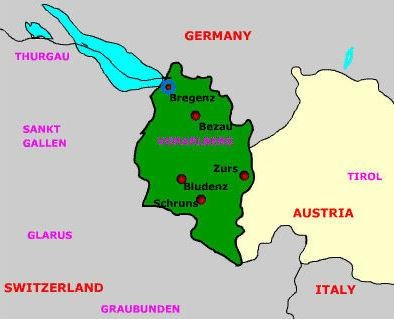 GERMANY
THURGAU
Bregenz
Bezau
SANKT
GALLEN
VORARLBERG
Zurs
TIROL
Bludenz
Schruns
AUSTRIA
GLARUS
SWITZERLAND
ITALY
GRAUBUNDEN